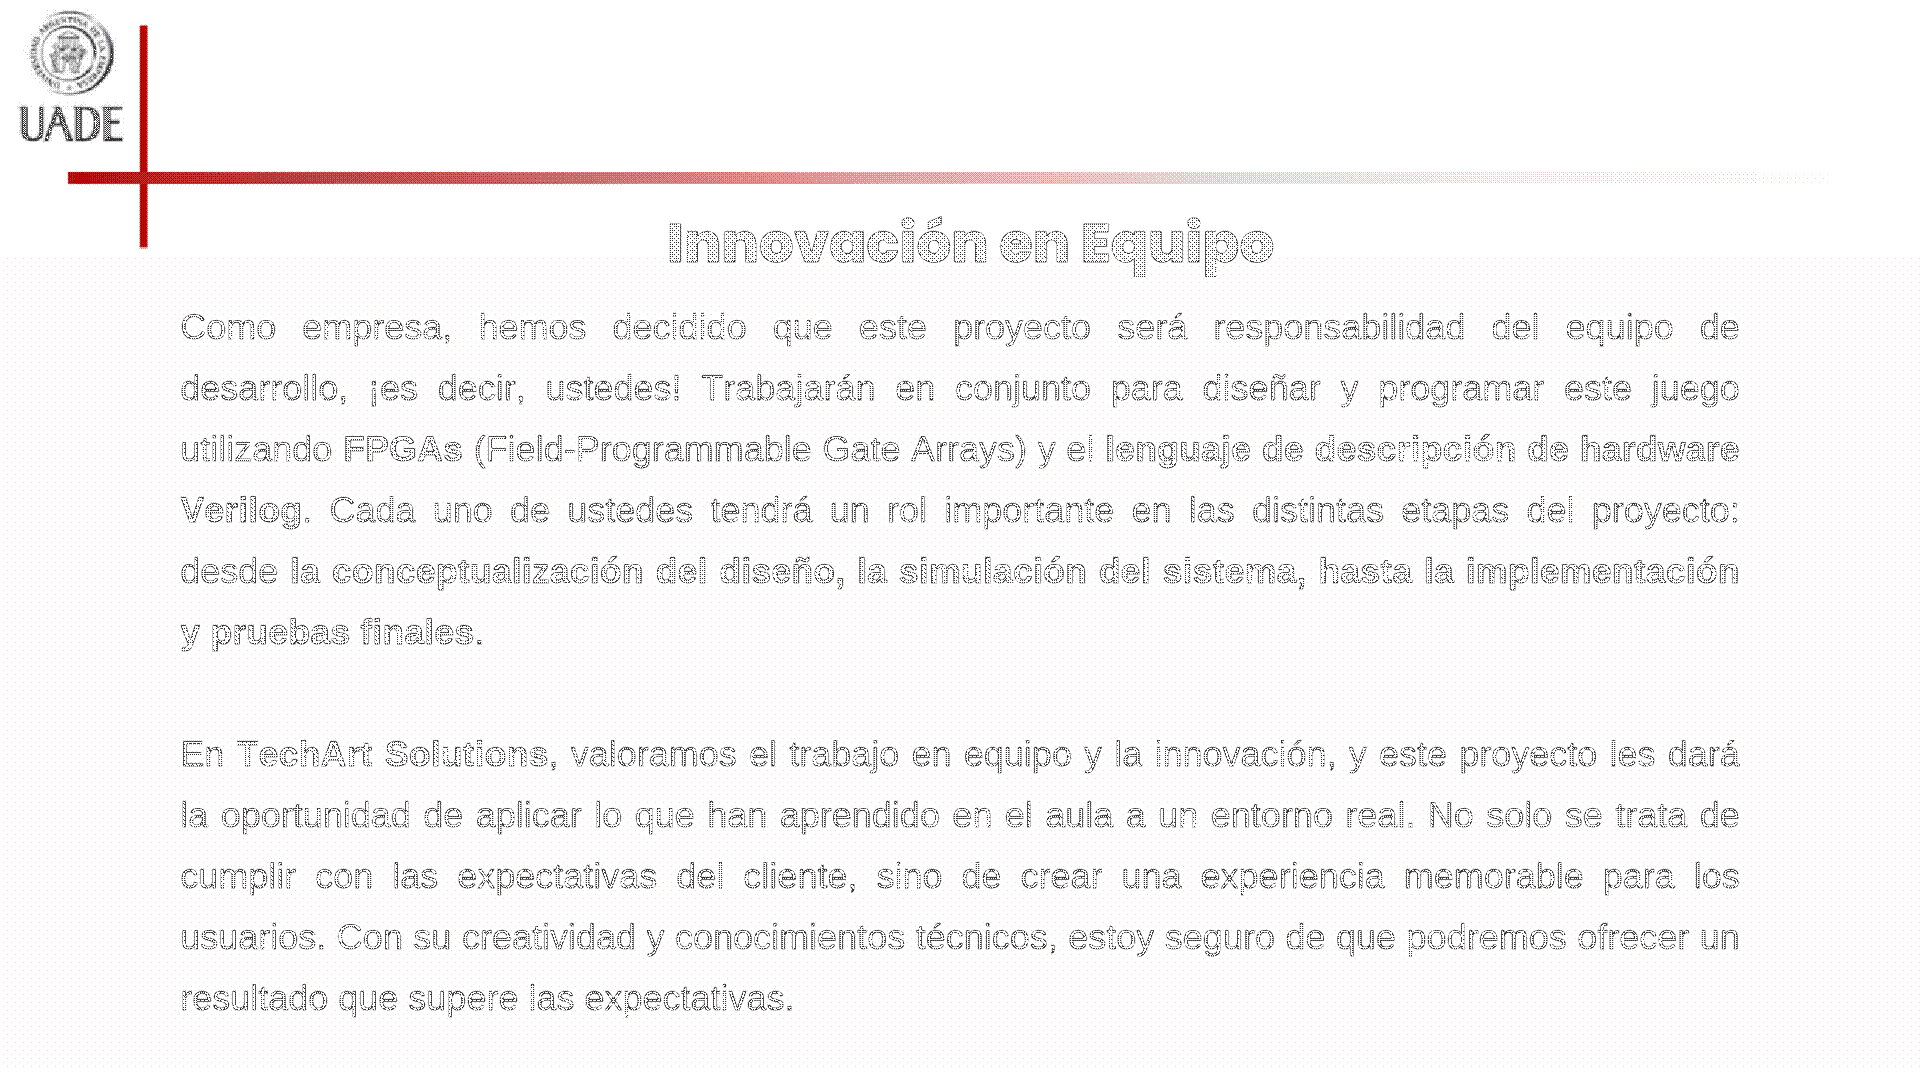 UNIVERSIDAD ARGENTINA DE LA EMPRESA
UADE
Innovación en Equipo
Como empresa, hemos decidido que este proyecto será responsabilidad del equipo de
desarrollo, ¡es decir, ustedes! Trabajarán en conjunto para diseñar y programar este juego
utilizando FPGAs (Field-Programmable Gate Arrays) y el lenguaje de descripción de hardware
Verilog. Cada uno de ustedes tendrá un rol importante en las distintas etapas del proyecto:
desde la conceptualización del diseño, la simulación del sistema, hasta la implementación
y pruebas finales.
En TechArt Solutions, valoramos el trabajo en equipo y la innovación, y este proyecto les dará
la oportunidad de aplicar lo que han aprendido en el aula a un entorno real. No solo se trata de
cumplir con las expectativas del cliente, sino de crear una experiencia memorable para los
usuarios. Con su creatividad y conocimientos técnicos, estoy seguro de que podremos ofrecer un
resultado que supere las expectativas.